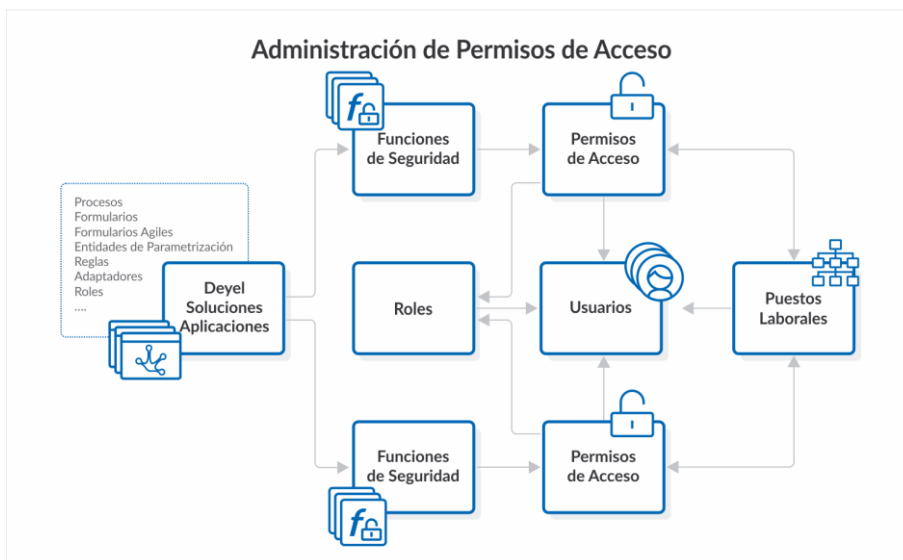 Administración de Permisos de Acceso
Funciones
de Seguridad
Permisos
de Acceso
Procesos
Formularios
Formularios Agiles
Entidades de Parametrización
Reglas
Adaptadores
Roles
....
Deyel
Soluciones
Aplicaciones
Roles
Usuarios
Puestos
Laborales
Funciones
de Seguridad
Permisos
de Acceso